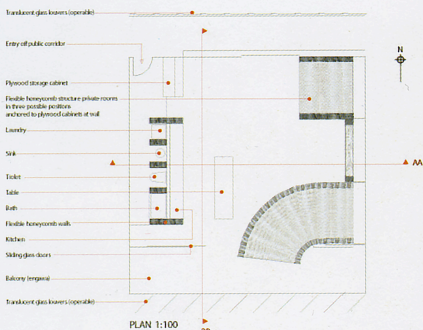 Translucent glass louvers (operable)
Entry off public corridor
N
Plywood storage cabinet
Flexible honeycomb structure private rooms
in three possible positions
anchored to plywood cabinets at wall
Laundry
Sink
AA
Toilet
Table
Bath
Flexible honeycomb walls
Kitchen
Sliding glass doors
Balcony (engawa)
Translucent glass louvers (operable)
PLAN 1:100